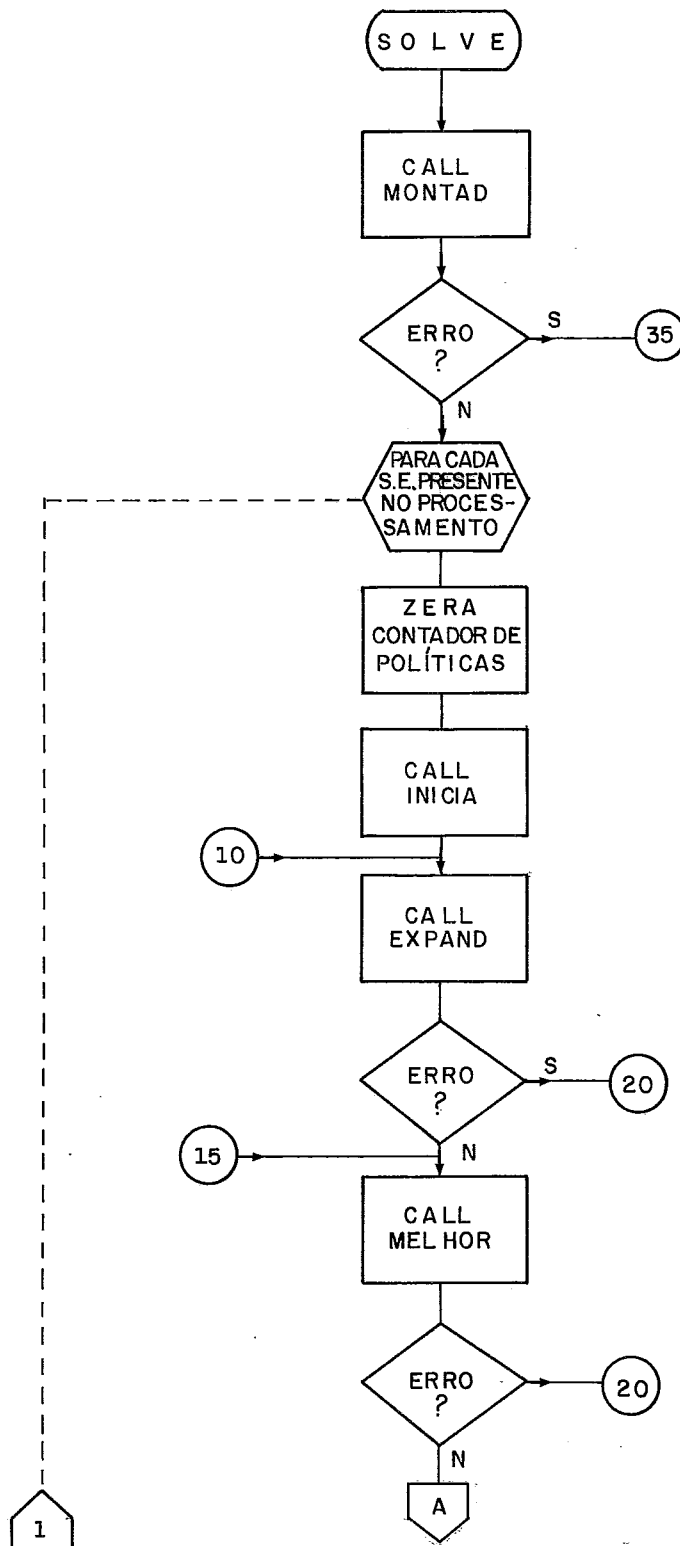 SOLVE
CALL
MONTAD
ERRO
?
S
35
N
PARA CADA
S.E. PRESENTE
NO PROCES-
SAMENTO
ZERA
CONTADOR DE
POLÍTICAS
CALL
INICIA
10
CALL
EXPAND
ERRO
?
S
20
15
N
CALL
MELHOR
ERRO
?
20
N
A
1